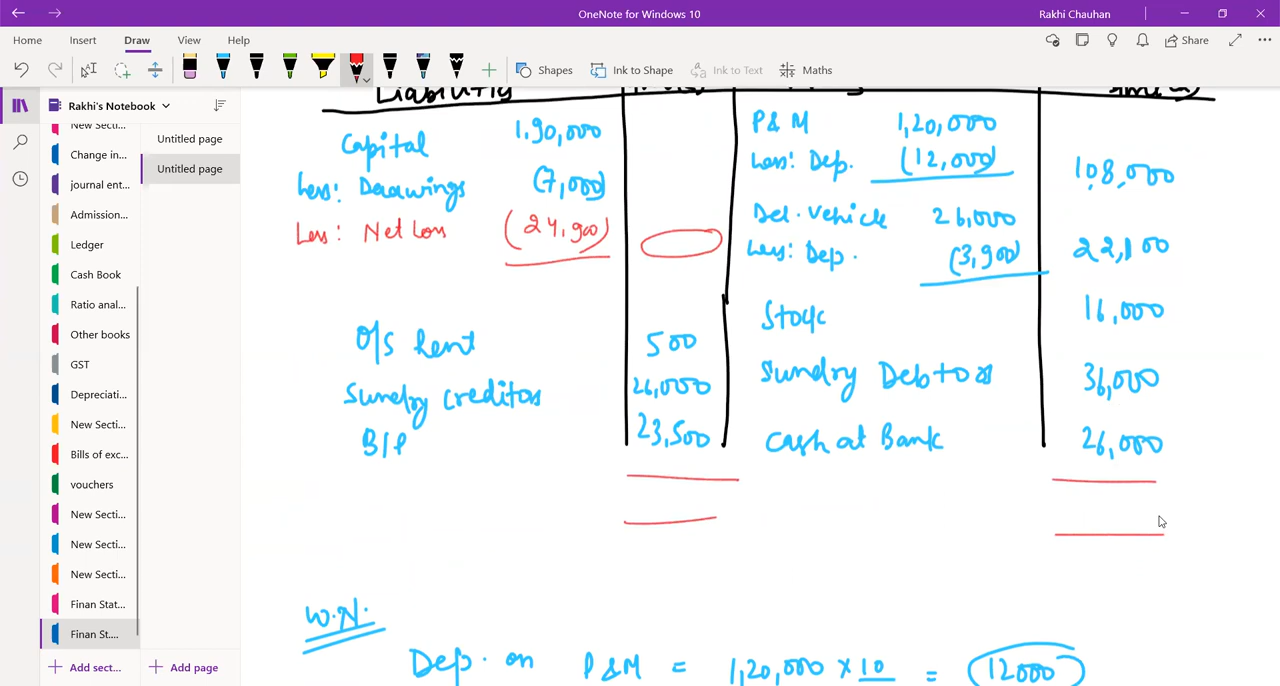 OneNote for Windows 10
Rakhi Chauhan
Home Insert Draw View Help
Share
Shapes Ink to Shape Ink to Text Maths
Rakhi's Notebook
New Secti...
Change in...
journal ent...
Admission...
Ledger
Cash Book
Ratio anal...
Other books
GST
Depreciati...
New Secti...
Bills of exc...
vouchers
New Secti...
New Secti...
New Secti...
Finan Stat...
Finan St....
Add sect...
Untitled page
Untitled page
Add page
Liabilities
Capital 1,90,000
Less: Drawings (7,000)
Less: Net Loss (24,900)
O/S Rent 500
Sundry Creditors 26,000
B/P 23,500
P & M 1,20,000
Less: Dep. (12,000) 108,000
Del. Vehicle 26,000
Less: Dep. (3,900) 22,100
Stock 16,000
Sundry Debtors 36,000
Cash at Bank 26,000
W.N.
Dep. on P&M = 1,20,000 × 10 = 12000